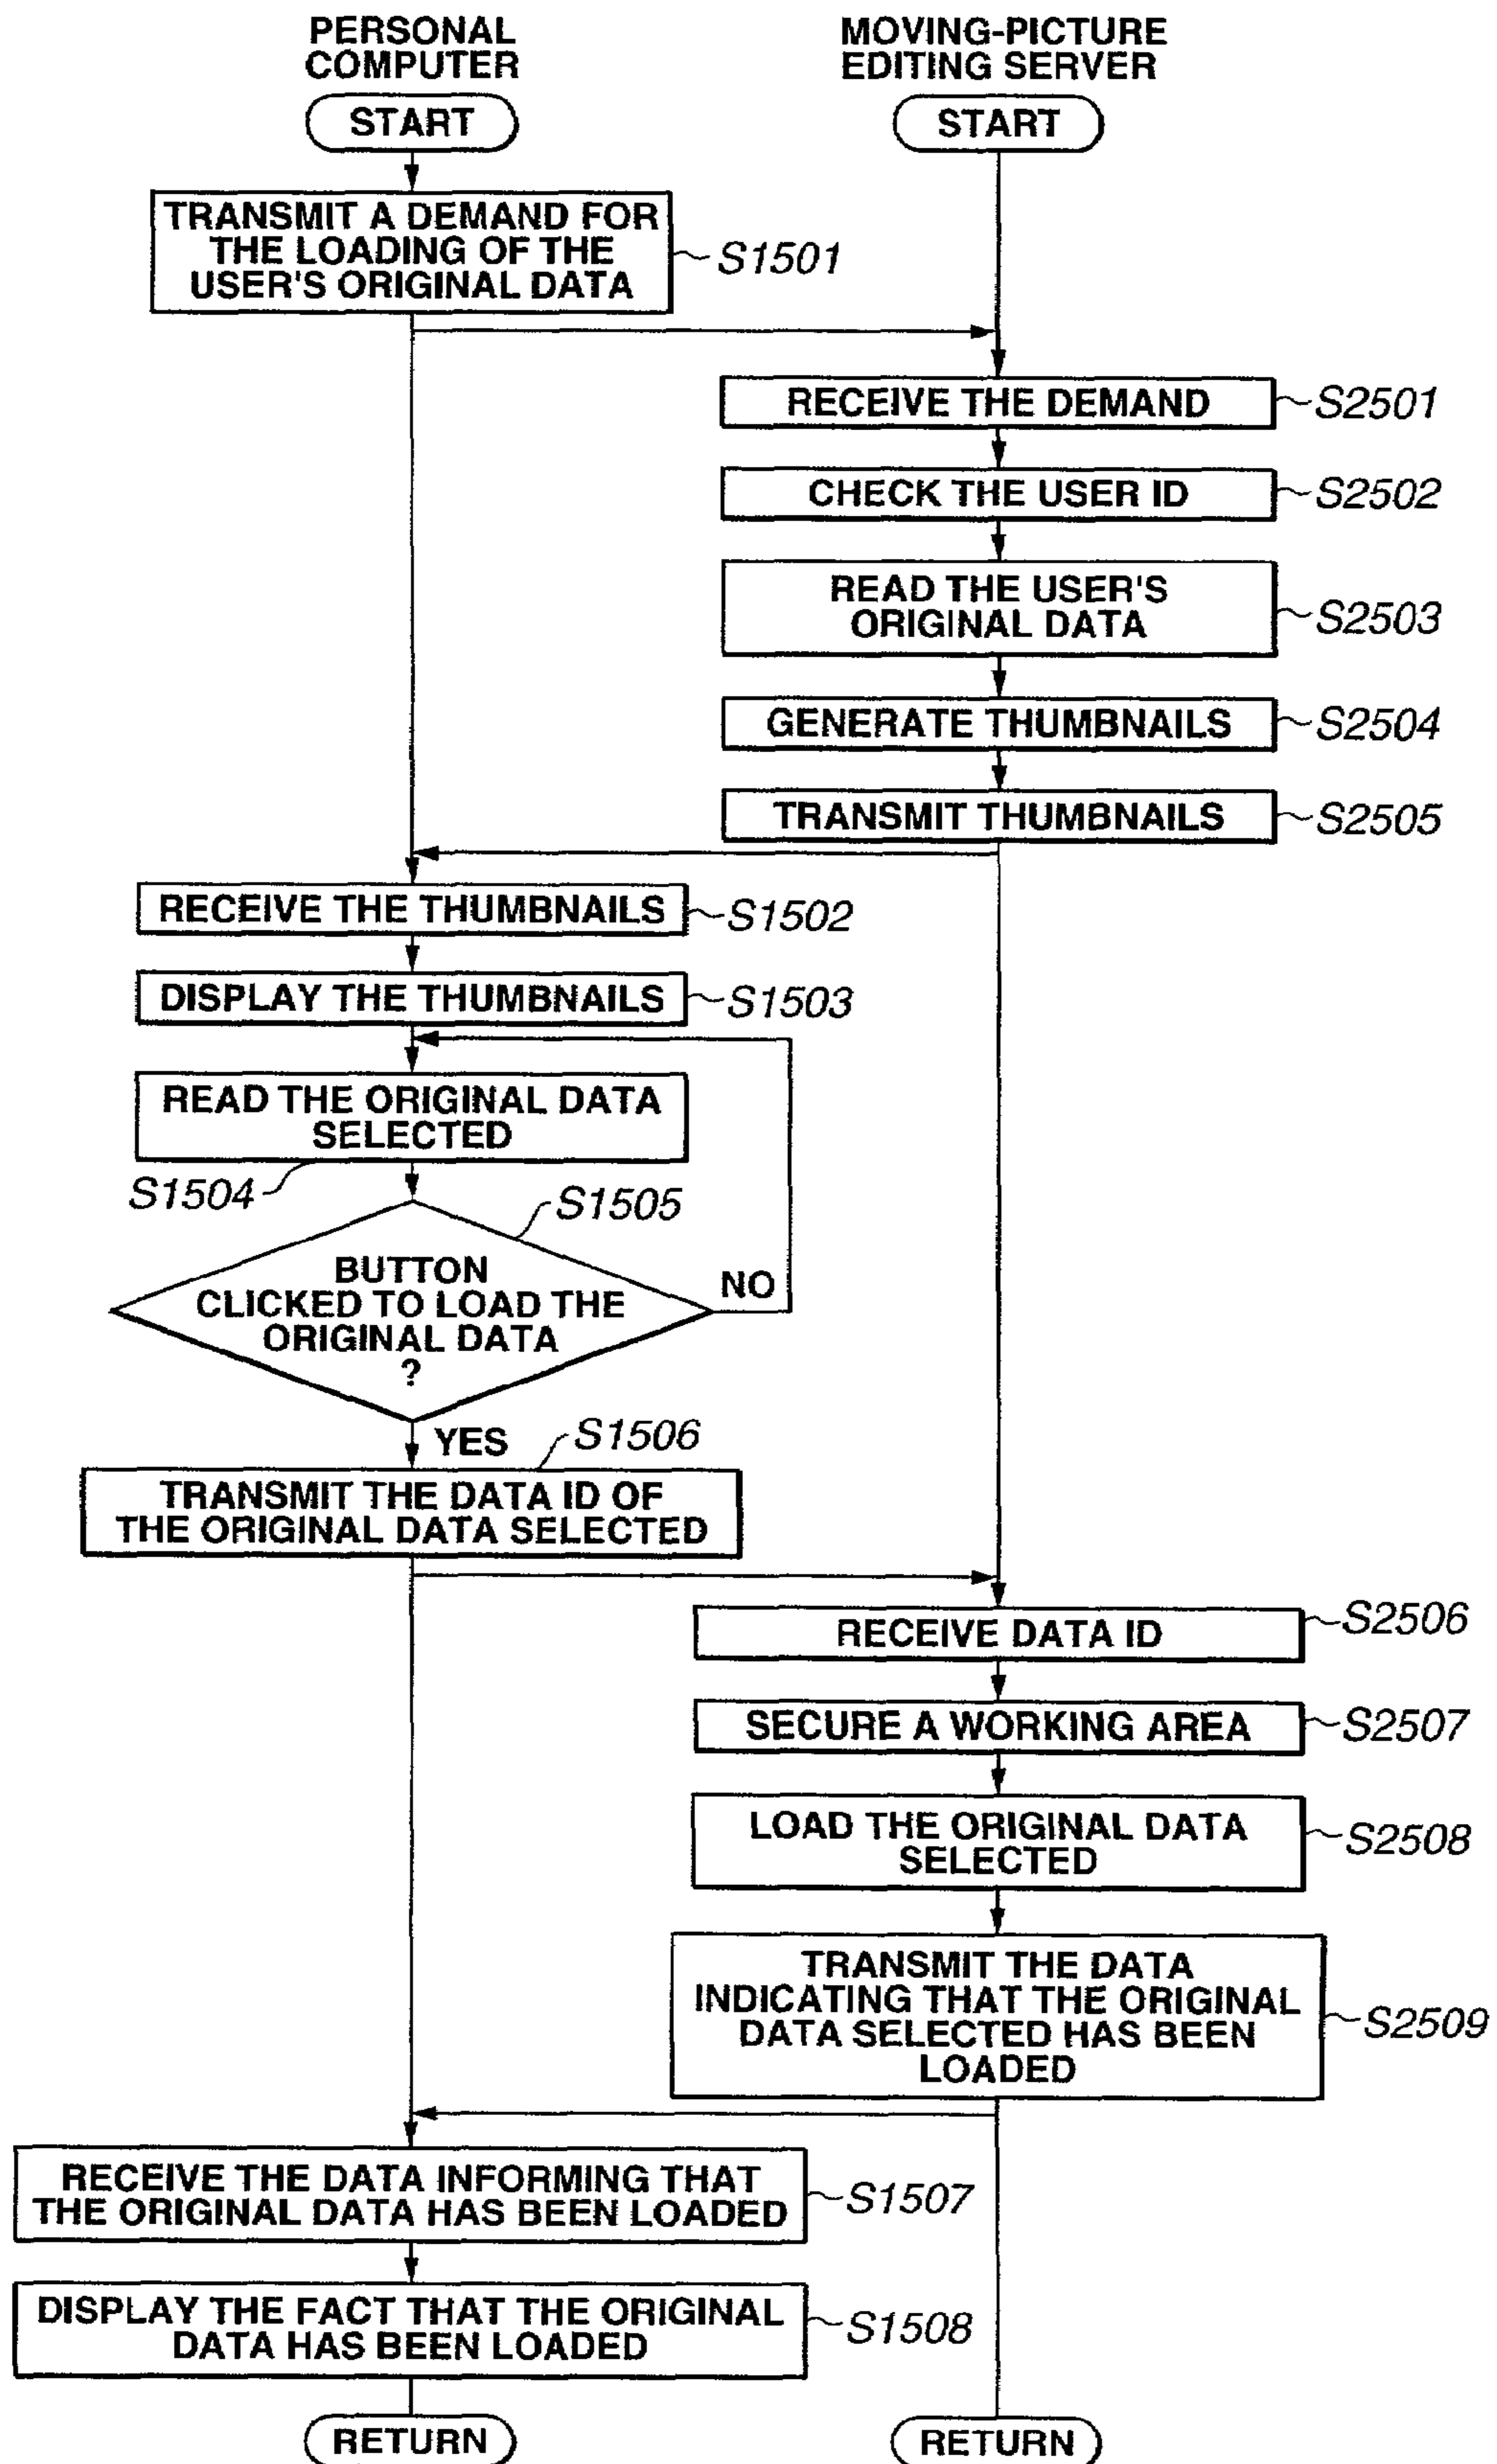 PERSONAL
COMPUTER
MOVING-PICTURE
EDITING SERVER
START
START
TRANSMIT A DEMAND FOR
THE LOADING OF THE
USER'S ORIGINAL DATA
S1501
RECEIVE THE DEMAND
S2501
CHECK THE USER ID
S2502
READ THE USER'S
ORIGINAL DATA
S2503
GENERATE THUMBNAILS
S2504
TRANSMIT THUMBNAILS
S2505
RECEIVE THE THUMBNAILS
S1502
DISPLAY THE THUMBNAILS
S1503
READ THE ORIGINAL DATA
SELECTED
S1504
S1505
BUTTON
CLICKED TO LOAD THE
ORIGINAL DATA
?
NO
YES
S1506
TRANSMIT THE DATA ID OF
THE ORIGINAL DATA SELECTED
RECEIVE DATA ID
S2506
SECURE A WORKING AREA
S2507
LOAD THE ORIGINAL DATA
SELECTED
S2508
TRANSMIT THE DATA
INDICATING THAT THE ORIGINAL
DATA SELECTED HAS BEEN
LOADED
S2509
RECEIVE THE DATA INFORMING THAT
THE ORIGINAL DATA HAS BEEN LOADED
S1507
DISPLAY THE FACT THAT THE ORIGINAL
DATA HAS BEEN LOADED
S1508
RETURN
RETURN